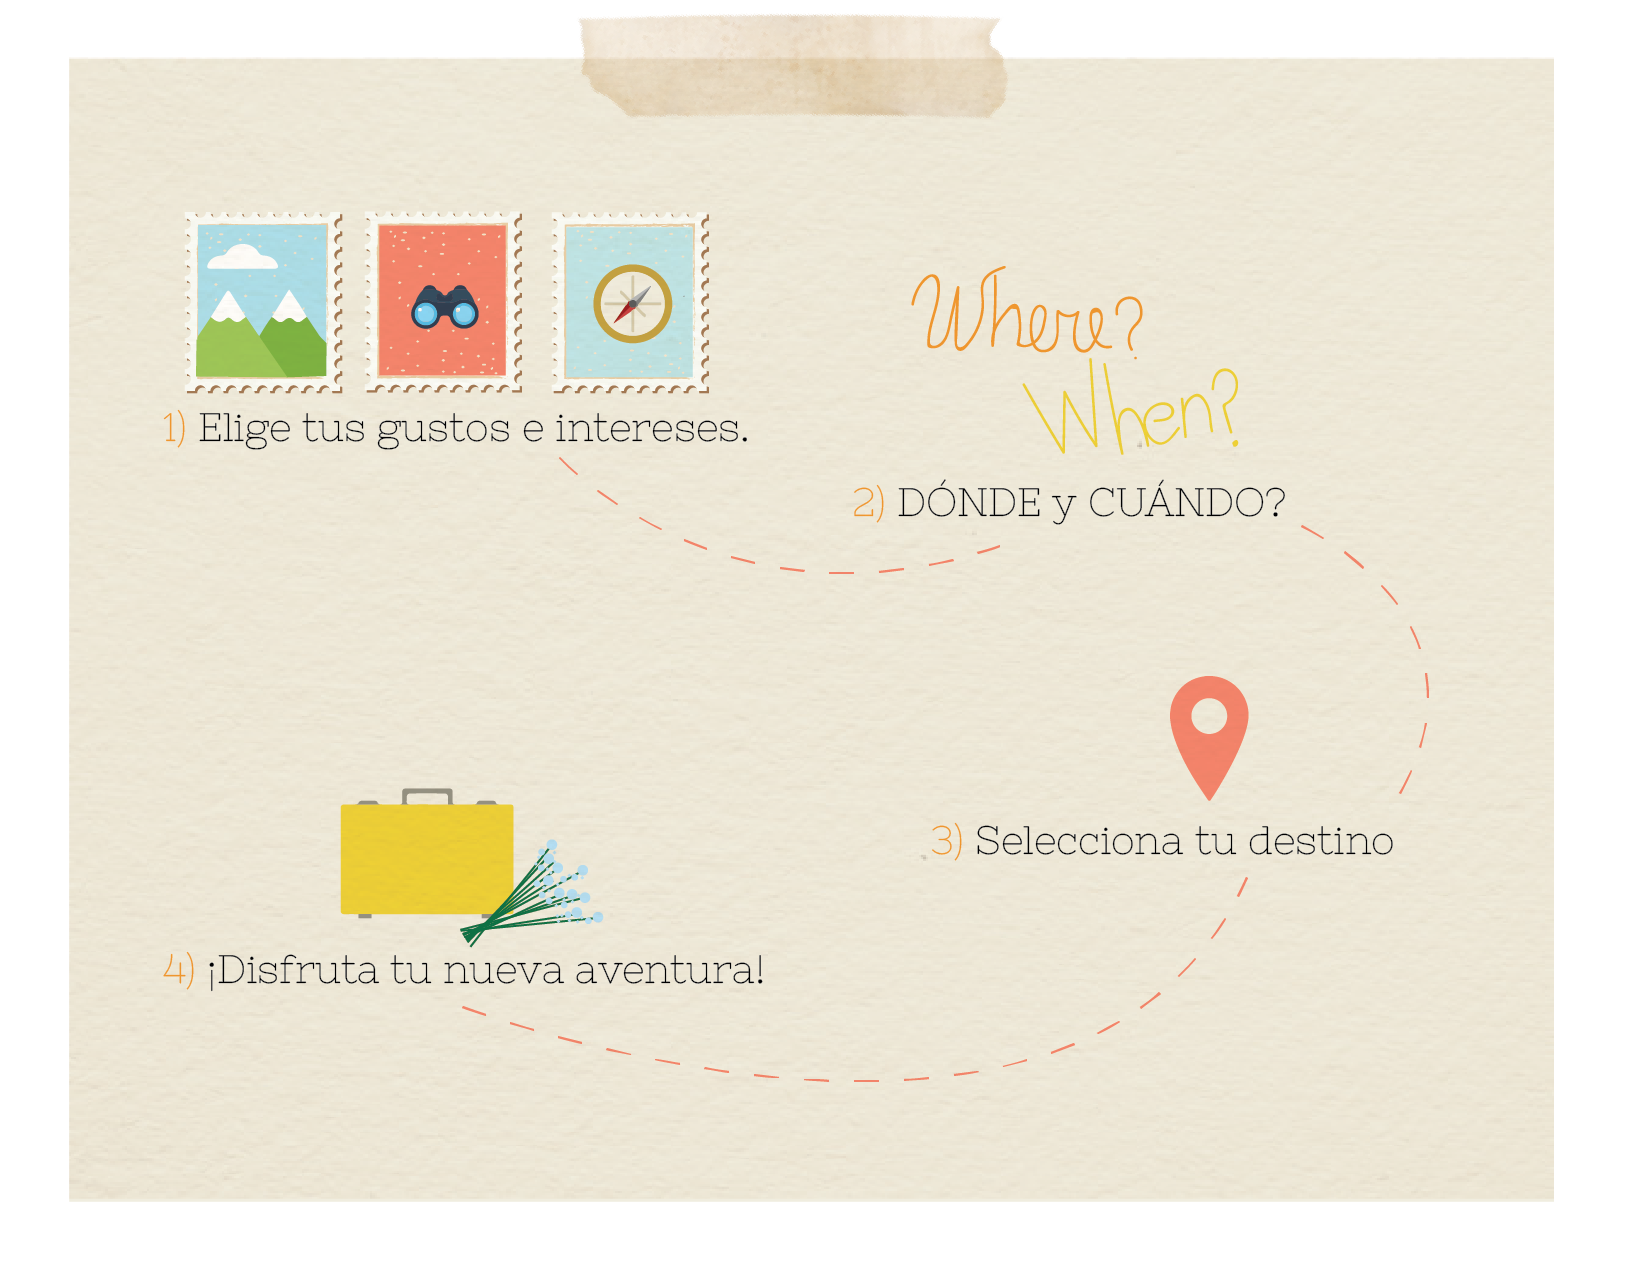 1) Elige tus gustos e intereses.
Where?
When?
2) DÓNDE y CUÁNDO?
3) Selecciona tu destino
4) ¡Disfruta tu nueva aventura!